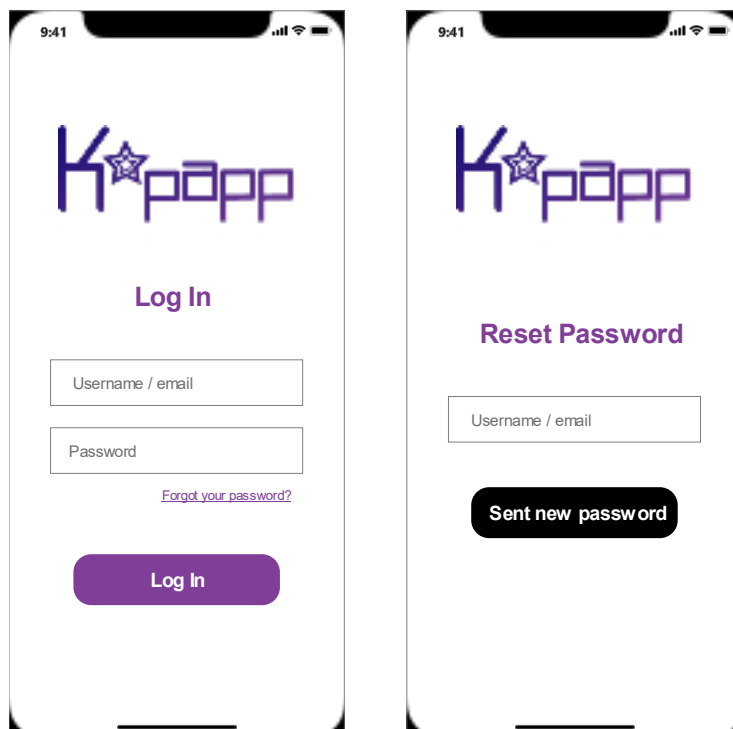 9:41
K☆papp
Log In
Username / email
Password
Forgot your password?
Log In
9:41
K☆papp
Reset Password
Username / email
Sent new password